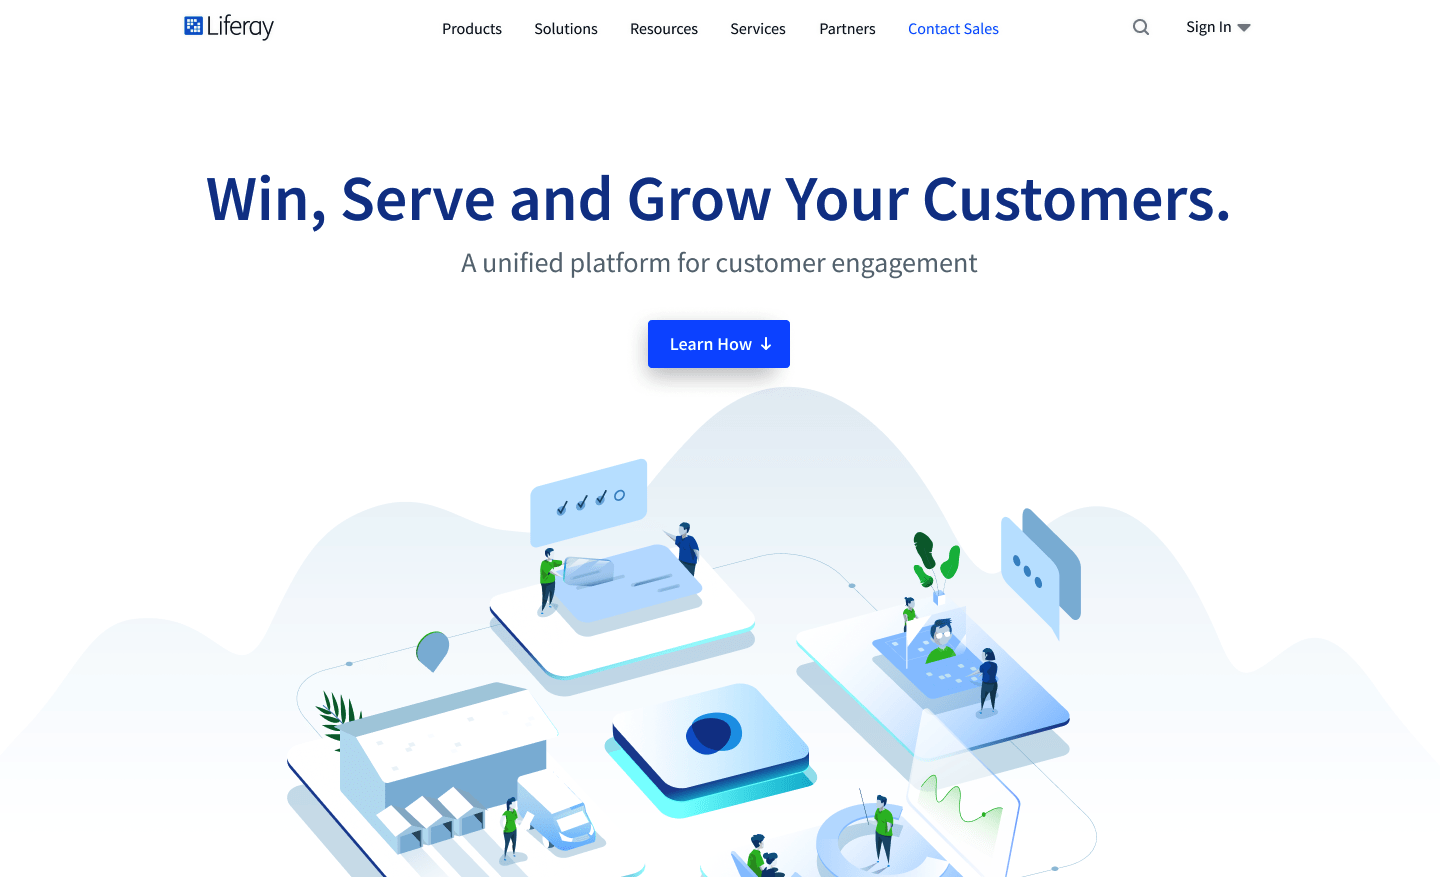 Liferay
Products Solutions Resources Services Partners Contact Sales Sign In
Win, Serve and Grow Your Customers.
A unified platform for customer engagement
Learn How ↓